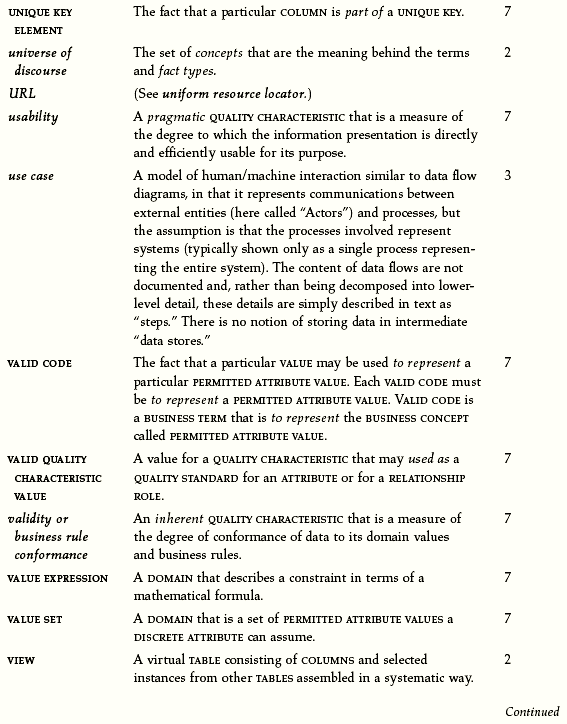 UNIQUE KEY The fact that a particular COLUMN is part of a UNIQUE KEY. 7
ELEMENT
universe of The set of concepts that are the meaning behind the terms 2
discourse and fact types.
URL (See uniform resource locator.)
usability A pragmatic QUALITY CHARACTERISTIC that is a measure of 7
the degree to which the information presentation is directly
and efficiently usable for its purpose.
use case A model of human/machine interaction similar to data flow 3
diagrams, in that it represents communications between
external entities (here called “Actors”) and processes, but
the assumption is that the processes involved represent
systems (typically shown only as a single process represen-
ting the entire system). The content of data flows are not
documented and, rather than being decomposed into lower-
level detail, these details are simply described in text as
“steps.” There is no notion of storing data in intermediate
“data stores.”
VALID CODE The fact that a particular VALUE may be used to represent a 7
particular PERMITTED ATTRIBUTE VALUE. Each VALID CODE must
be to represent a PERMITTED ATTRIBUTE VALUE. VALID CODE is
a BUSINESS TERM that is to represent the BUSINESS CONCEPT
called PERMITTED ATTRIBUTE VALUE.
VALID QUALITY A value for a QUALITY CHARACTERISTIC that may used as a 7
CHARACTERISTIC QUALITY STANDARD for an ATTRIBUTE or for a RELATIONSHIP
VALUE ROLE.
validity or An inherent QUALITY CHARACTERISTIC that is a measure of 7
business rule the degree of conformance of data to its domain values
conformance and business rules.
VALUE EXPRESSION A DOMAIN that describes a constraint in terms of a 7
mathematical formula.
VALUE SET A DOMAIN that is a set of PERMITTED ATTRIBUTE VALUES a 7
DISCRETE ATTRIBUTE can assume.
VIEW A virtual TABLE consisting of COLUMNS and selected 2
instances from other TABLES assembled in a systematic way.
Continued